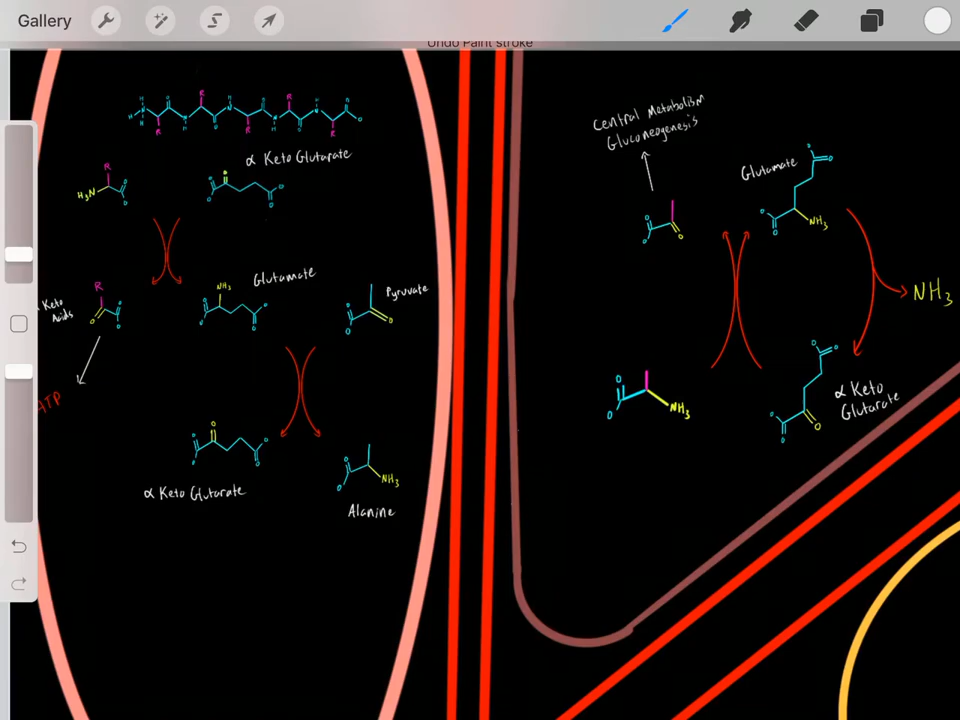 Gallery
Undo Paint stroke
α Keto Glutarate
R
H3N
Glutamate
NH3
Pyruvate
R
Keto
Acids
ATP
α Keto Glutarate
NH3
Alanine
Central Metabolism
Gluconeogenesis
Glutamate
NH3
NH3
NH3
α Keto
Glutarate